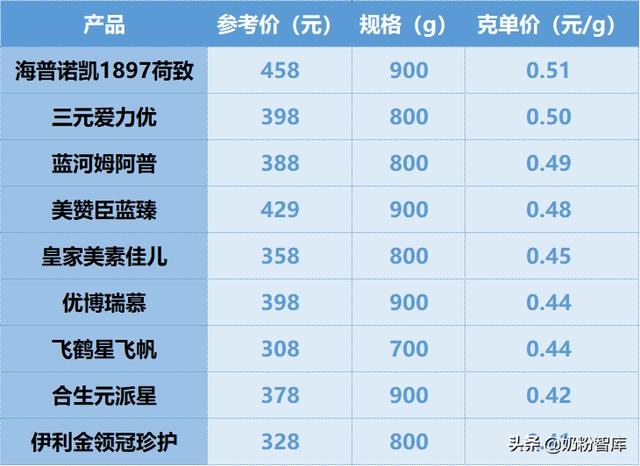 产品 参考价（元） 规格（g） 克单价（元/g）
海普诺凯1897荷致 458 900 0.51
三元爱力优 398 800 0.50
蓝河姆阿普 388 800 0.49
美赞臣蓝臻 429 900 0.48
皇家美素佳儿 358 800 0.45
优博瑞慕 398 900 0.44
飞鹤星飞帆 308 700 0.44
合生元派星 378 900 0.42
伊利金领冠珍护 328 800
头条 @奶粉智库